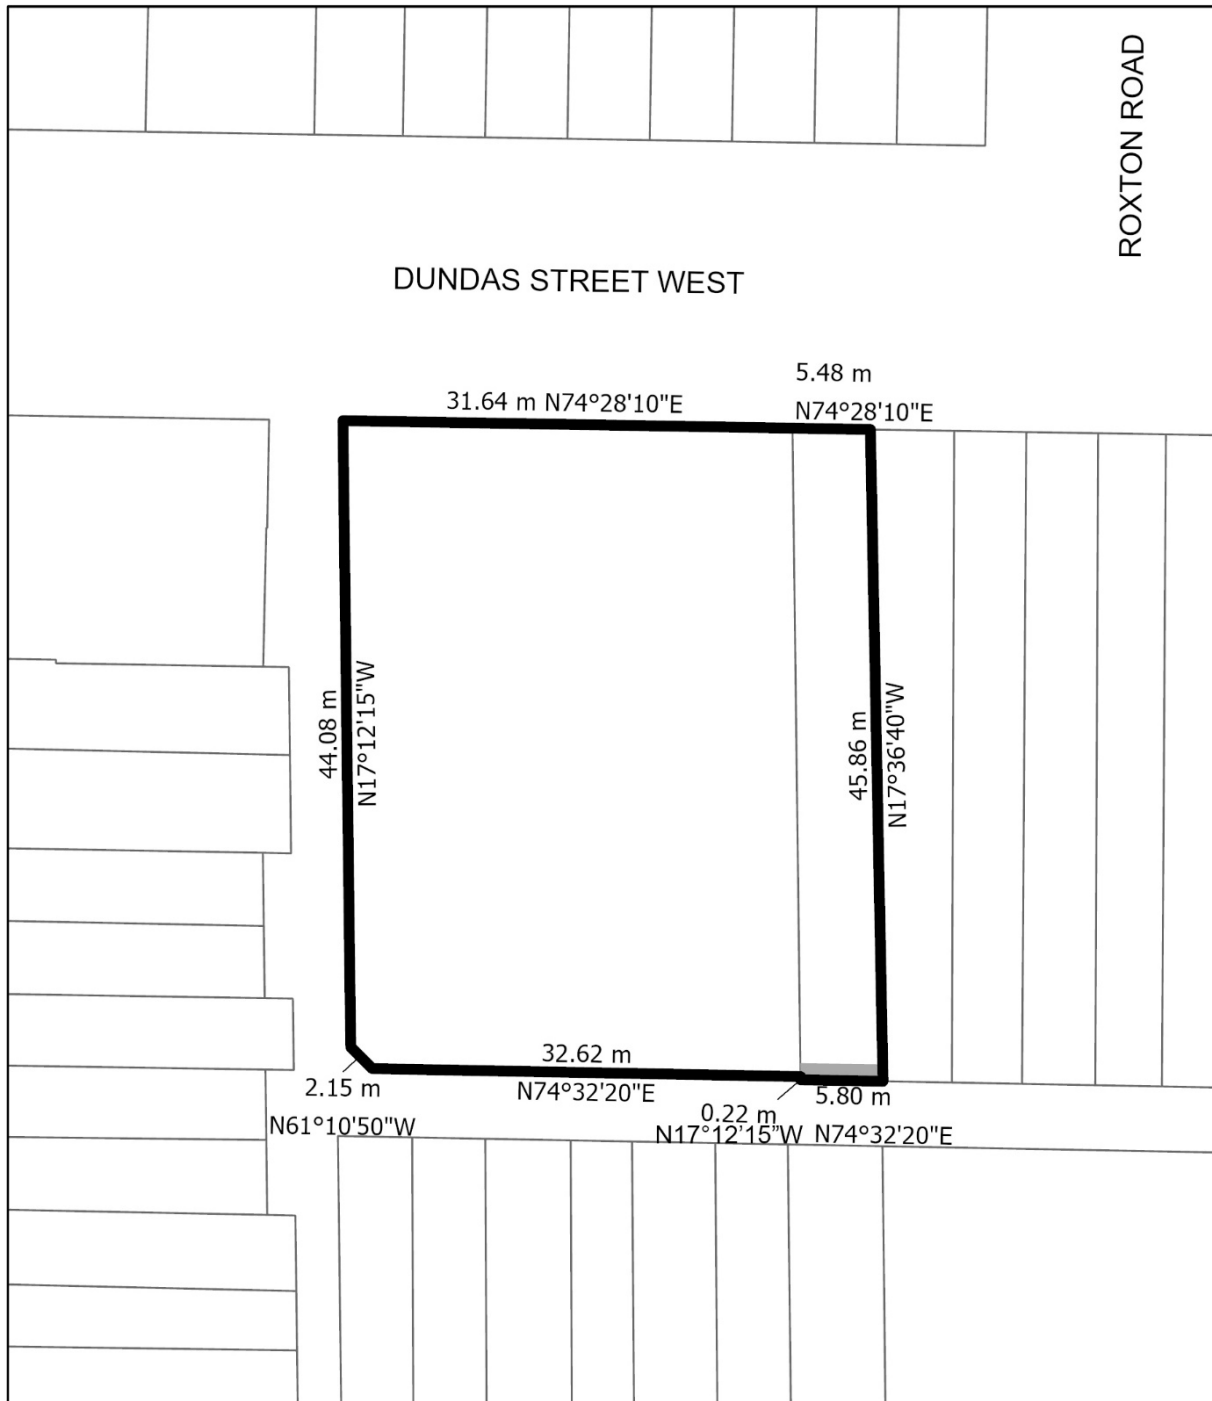 ROXTON ROAD
DUNDAS STREET WEST
5.48 m
31.64 m N74°28'10"E
N74°28'10"E
44.08 m
N17°12'15"W
45.86 m
N17°36'40"W
32.62 m
N74°32'20"E
2.15 m
N61°10'50"W
0.22 m
N17°12'15"W
5.80 m
N74°32'20"E